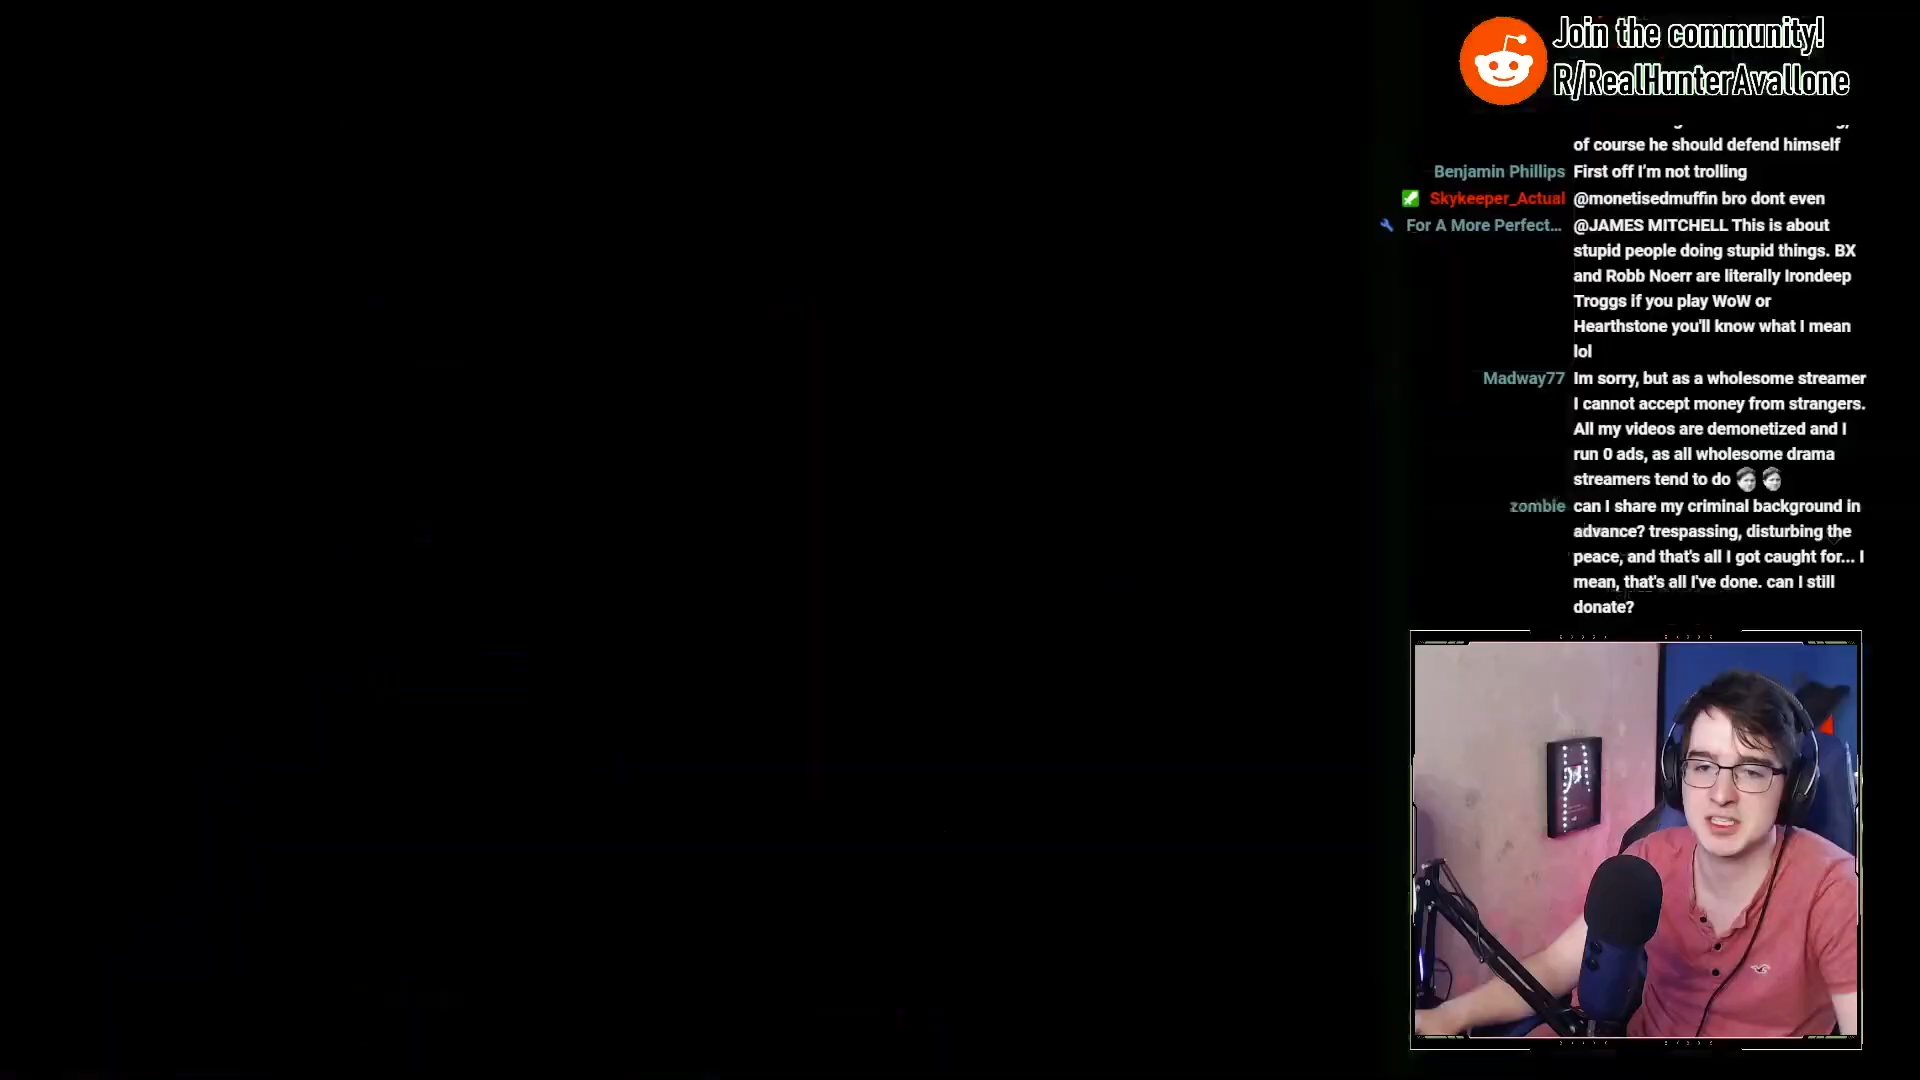 Join the community!
R/RealHunterAvallone
of course he should defend himself
Benjamin Phillips First off I'm not trolling
Skykeeper_Actual @monetisedmuffin bro dont even
For A More Perfect... @JAMES MITCHELL This is about
stupid people doing stupid things. BX
and Robb Noerr are literally Irondeep
Troggs if you play WoW or
Hearthstone you'll know what I mean
lol
Madway77 Im sorry, but as a wholesome streamer
I cannot accept money from strangers.
All my videos are demonetized and I
run 0 ads, as all wholesome drama
streamers tend to do
zomble can I share my criminal background in
advance? trespassing, disturbing the
peace, and that's all I got caught for... I
mean, that's all I've done. can I still
donate?